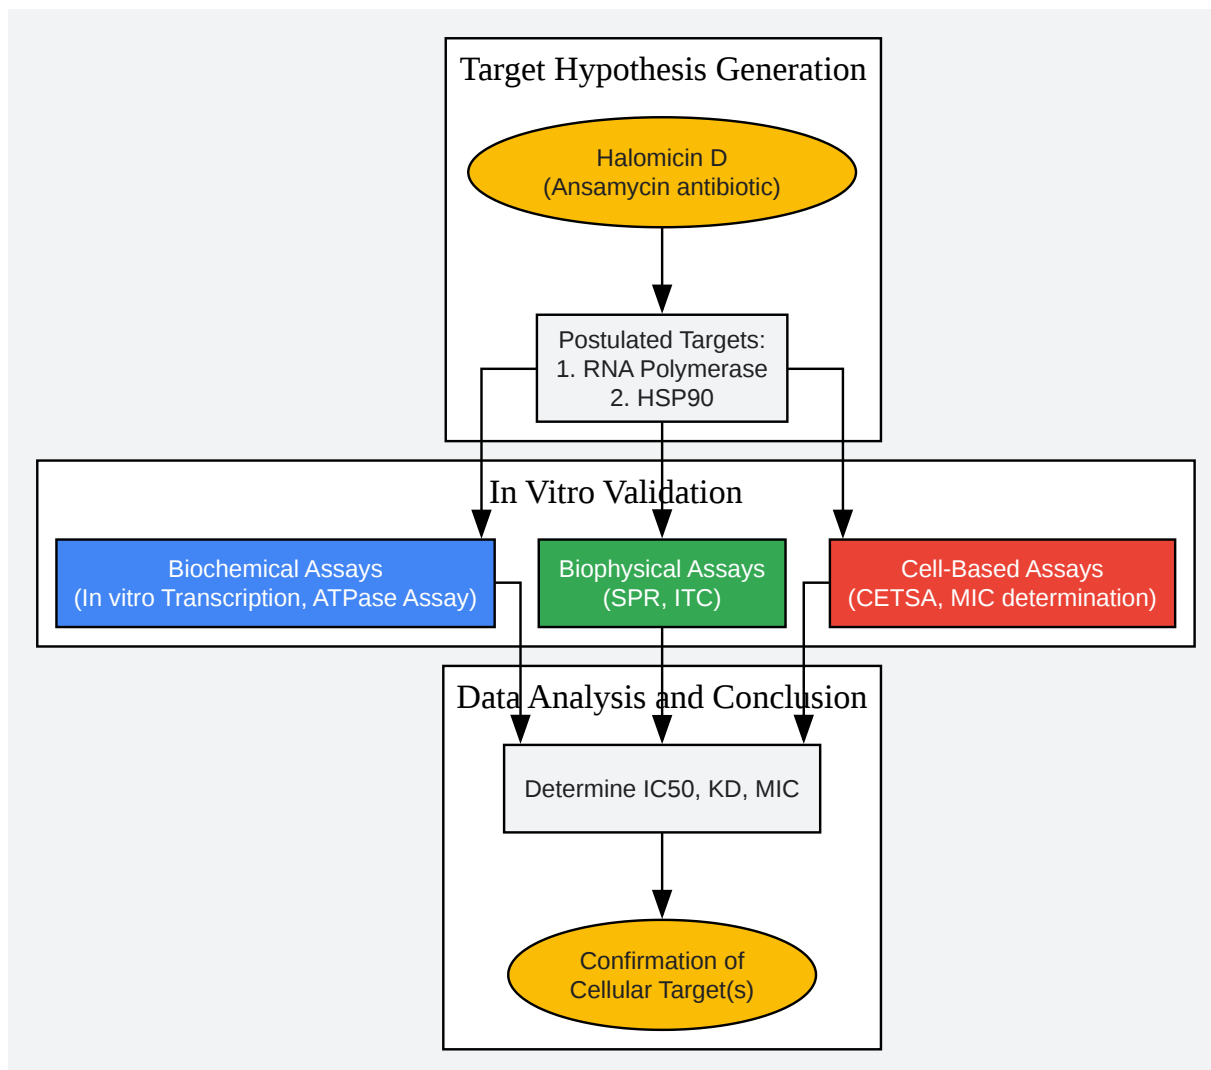 Target Hypothesis Generation
Halomicin D
(Ansamycin antibiotic)
Postulated Targets:
1. RNA Polymerase
2. HSP90
In Vitro Validation
Biochemical Assays
(In vitro Transcription, ATPase Assay)
Biophysical Assays
(SPR, ITC)
Cell-Based Assays
(CETSA, MIC determination)
Data Analysis and Conclusion
Determine IC50, KD, MIC
Confirmation of
Cellular Target(s)